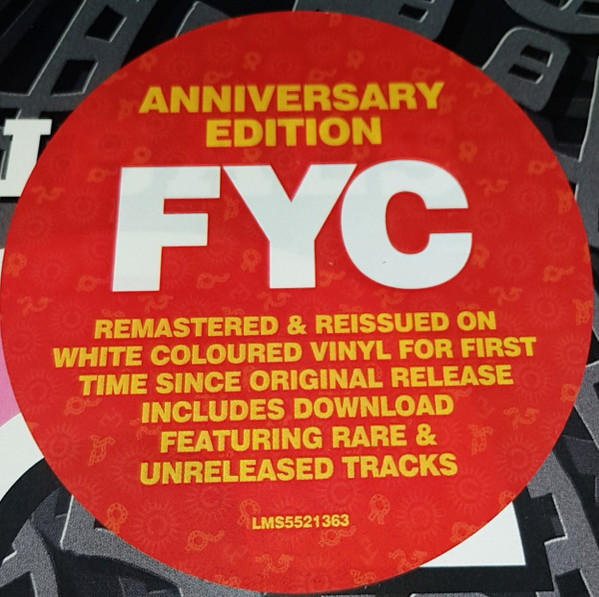 ANNIVERSARY
EDITION
FYC
REMASTERED & REISSUED ON
WHITE COLOURED VINYL FOR FIRST
TIME SINCE ORIGINAL RELEASE
INCLUDES DOWNLOAD
FEATURING RARE &
UNRELEASED TRACKS
LMS5521363